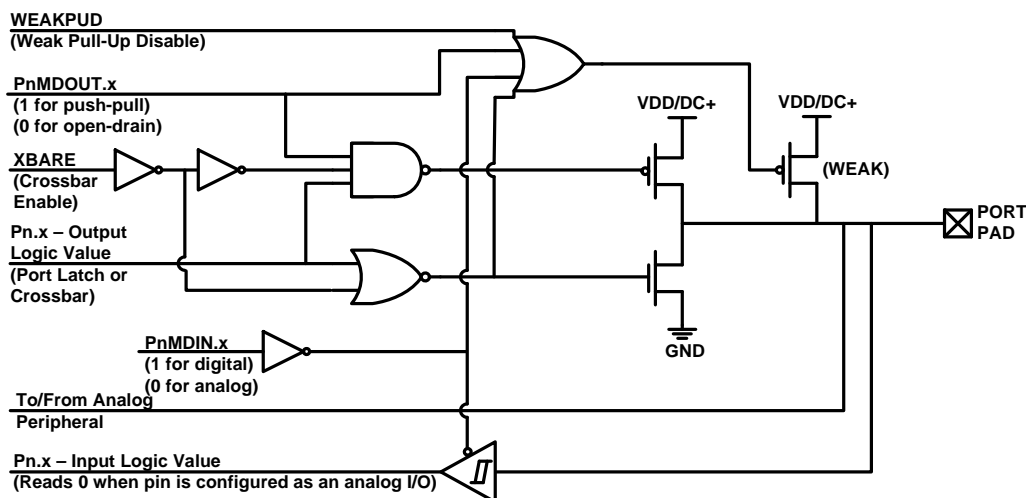 WEAKPUD
(Weak Pull-Up Disable)
PnMDOUT.x
(1 for push-pull)
(0 for open-drain)
XBARE
(Crossbar
Enable)
Pn.x – Output
Logic Value
(Port Latch or
Crossbar)
PnMDIN.x
(1 for digital)
(0 for analog)
To/From Analog
Peripheral
Pn.x – Input Logic Value
(Reads 0 when pin is configured as an analog I/O)
VDD/DC+
VDD/DC+
(WEAK)
PORT
PAD
GND